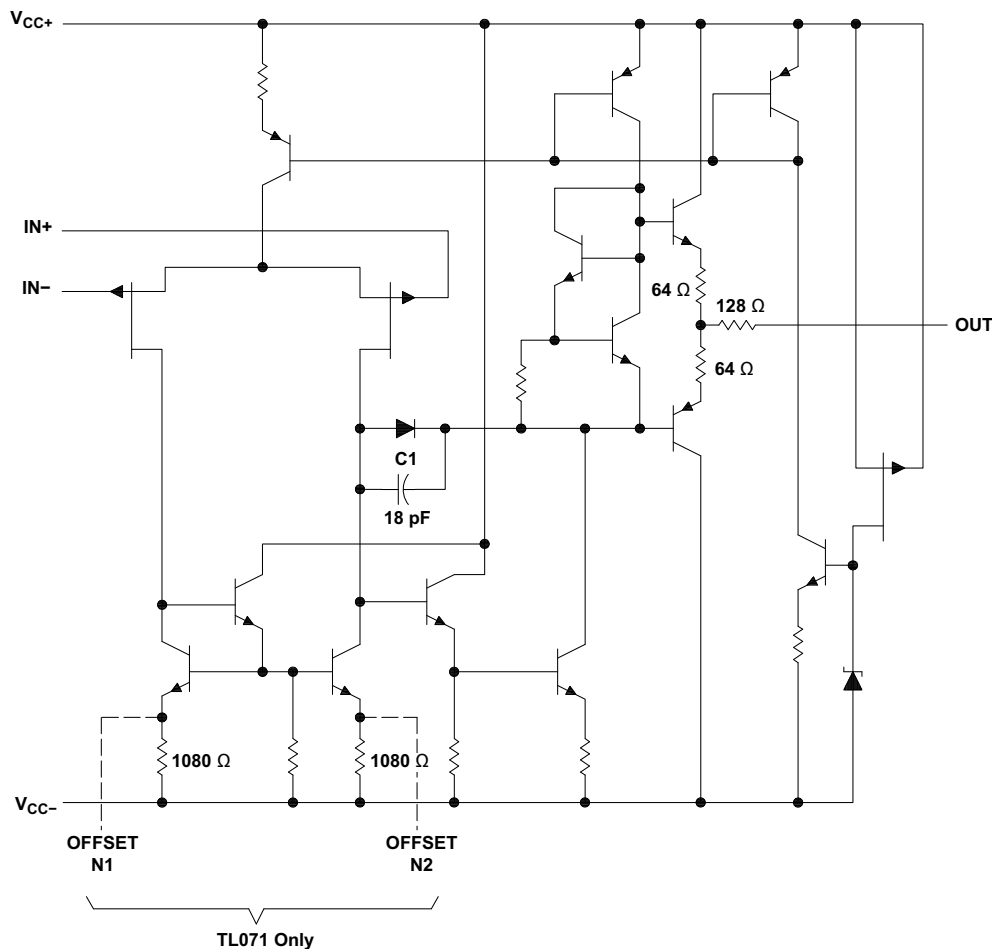 VCC+
IN+
IN−
64 Ω
128 Ω
OUT
64 Ω
C1
18 pF
1080 Ω
1080 Ω
VCC−
OFFSET
N1
OFFSET
N2
TL071 Only